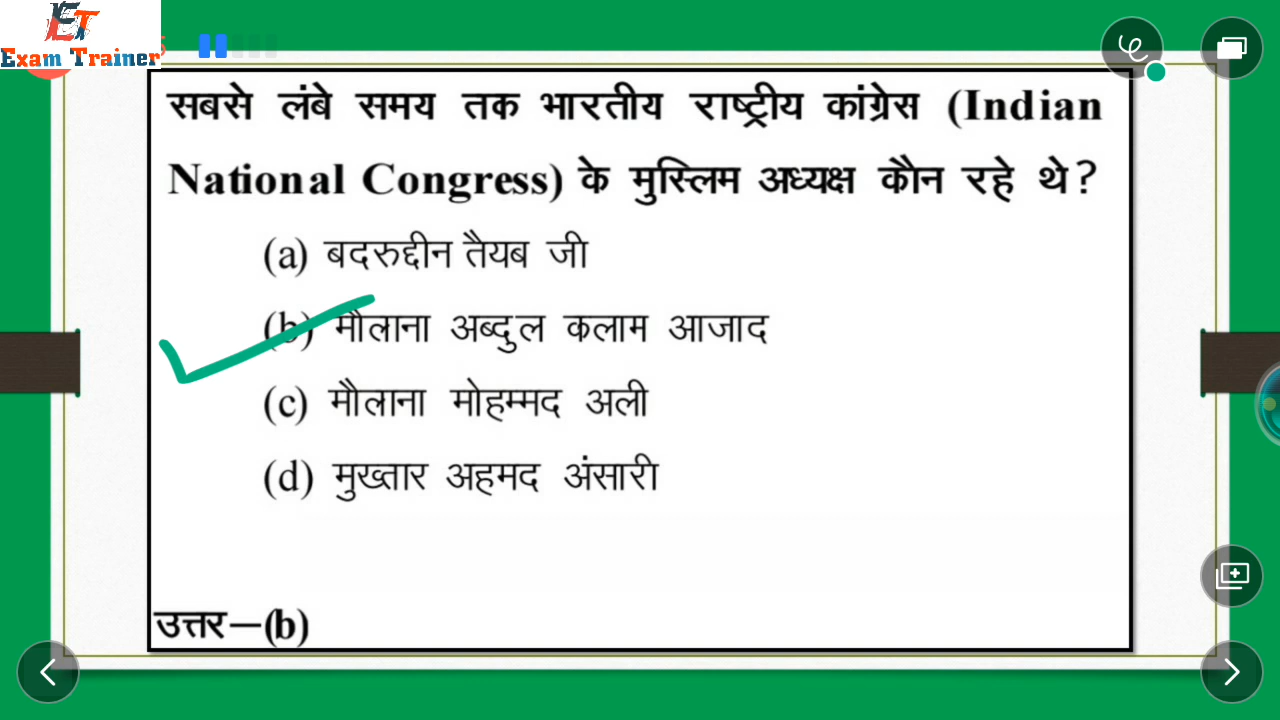 ET
Exam Trainer
सबसे लंबे समय तक भारतीय राष्ट्रीय कांग्रेस (Indian
National Congress) के मुस्लिम अध्यक्ष कौन रहे थे?
(a) बदरुद्दीन तैयब जी
(b) मौलाना अब्दुल कलाम आजाद
(c) मौलाना मोहम्मद अली
(d) मुख्तार अहमद अंसारी
उत्तर—(b)